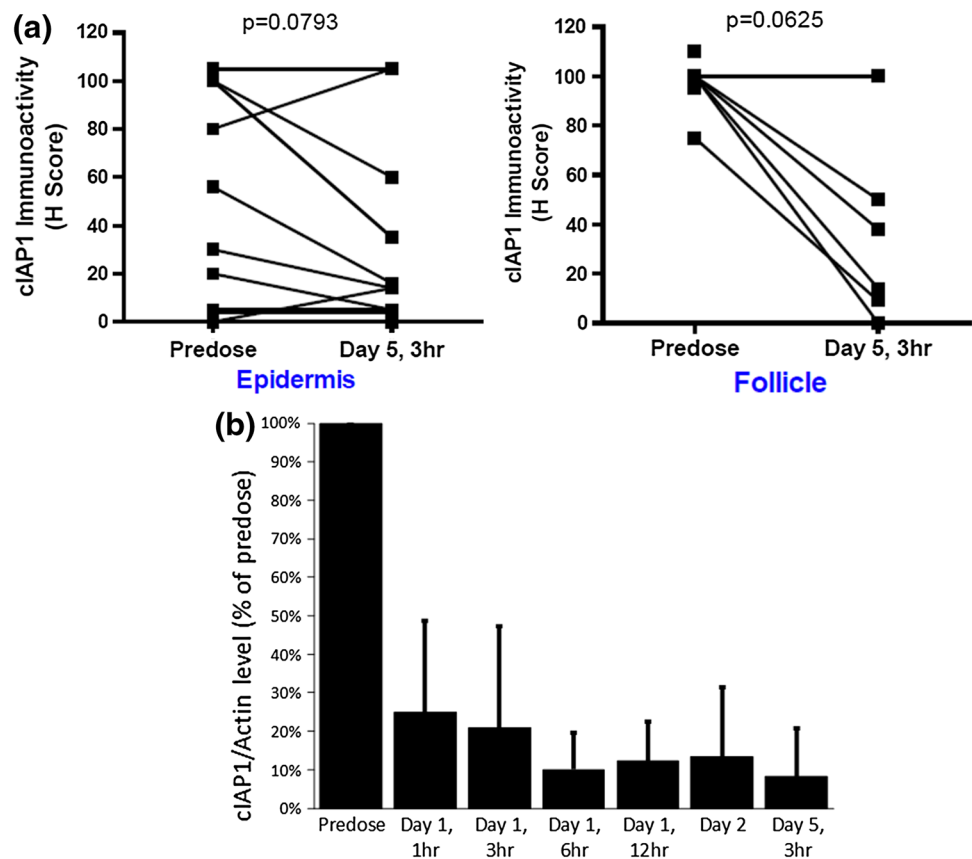 (a)
p=0.0793
cIAP1 Immunoactivity
(H Score)
120
100
80
60
40
20
0
Predose
Day 5, 3hr
Epidermis
p=0.0625
cIAP1 Immunoactivity
(H Score)
120
100
80
60
40
20
0
Predose
Day 5, 3hr
Follicle
(b)
cIAP1/Actin level (% of predose)
100%
90%
80%
70%
60%
50%
40%
30%
20%
10%
0%
Predose
Day 1,
1hr
Day 1,
3hr
Day 1,
6hr
Day 1,
12hr
Day 2
Day 5,
3hr